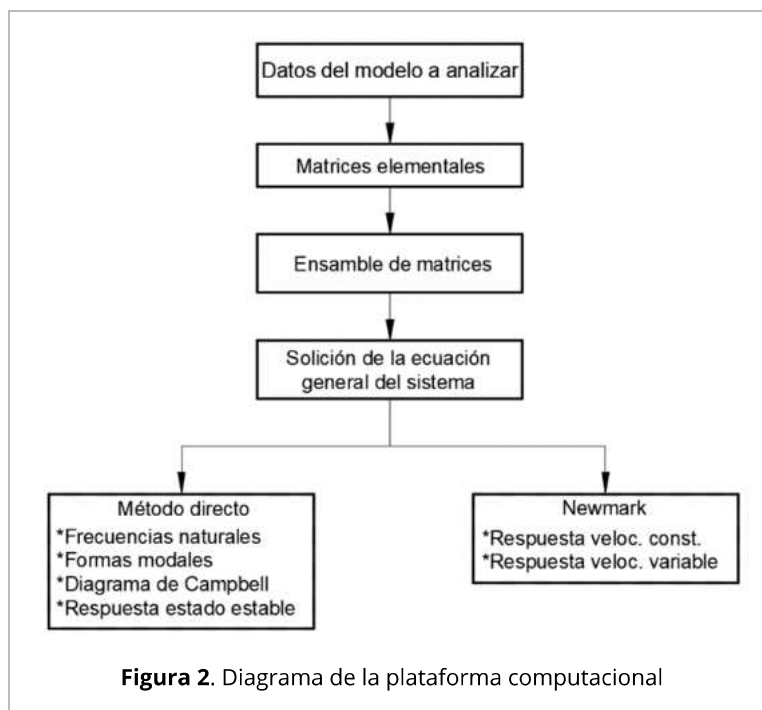 Datos del modelo a analizar
Matrices elementales
Ensamble de matrices
Solición de la ecuación
general del sistema
Método directo
*Frecuencias naturales
*Formas modales
*Diagrama de Campbell
*Respuesta estado estable
Newmark
*Respuesta veloc. const.
*Respuesta veloc. variable
Figura 2. Diagrama de la plataforma computacional